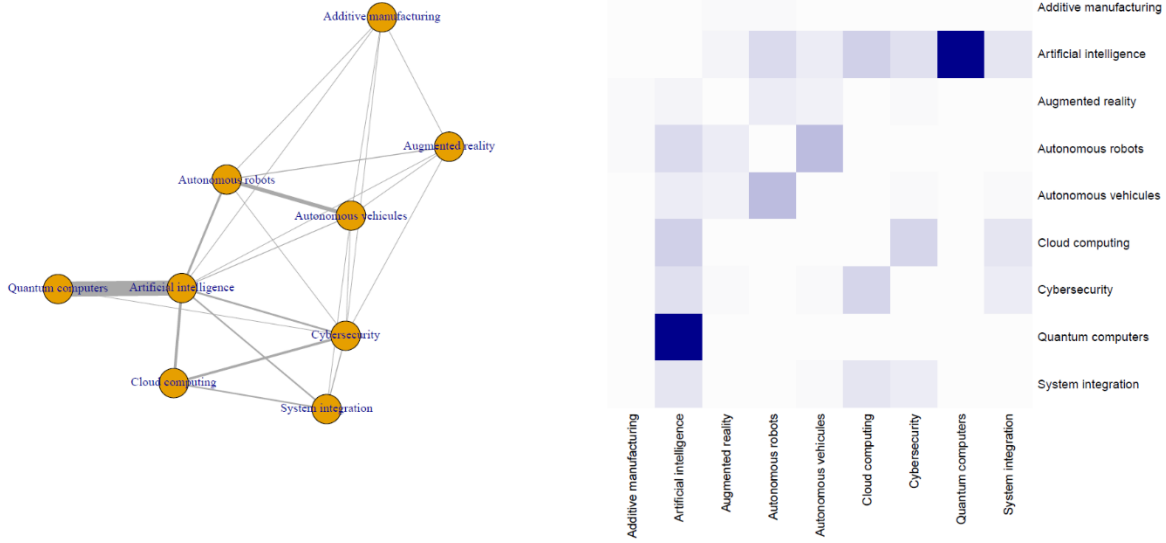 Additive manufacturing
Augmented reality
Autonomous robots
Autonomous vehicules
Quantum computers
Artificial intelligence
Cybersecurity
Cloud computing
System integration
Additive manufacturing
Artificial intelligence
Augmented reality
Autonomous robots
Autonomous vehicules
Cloud computing
Cybersecurity
Quantum computers
System integration
Additive manufacturing
Artificial intelligence
Augmented reality
Autonomous robots
Autonomous vehicules
Cloud computing
Cybersecurity
Quantum computers
System integration